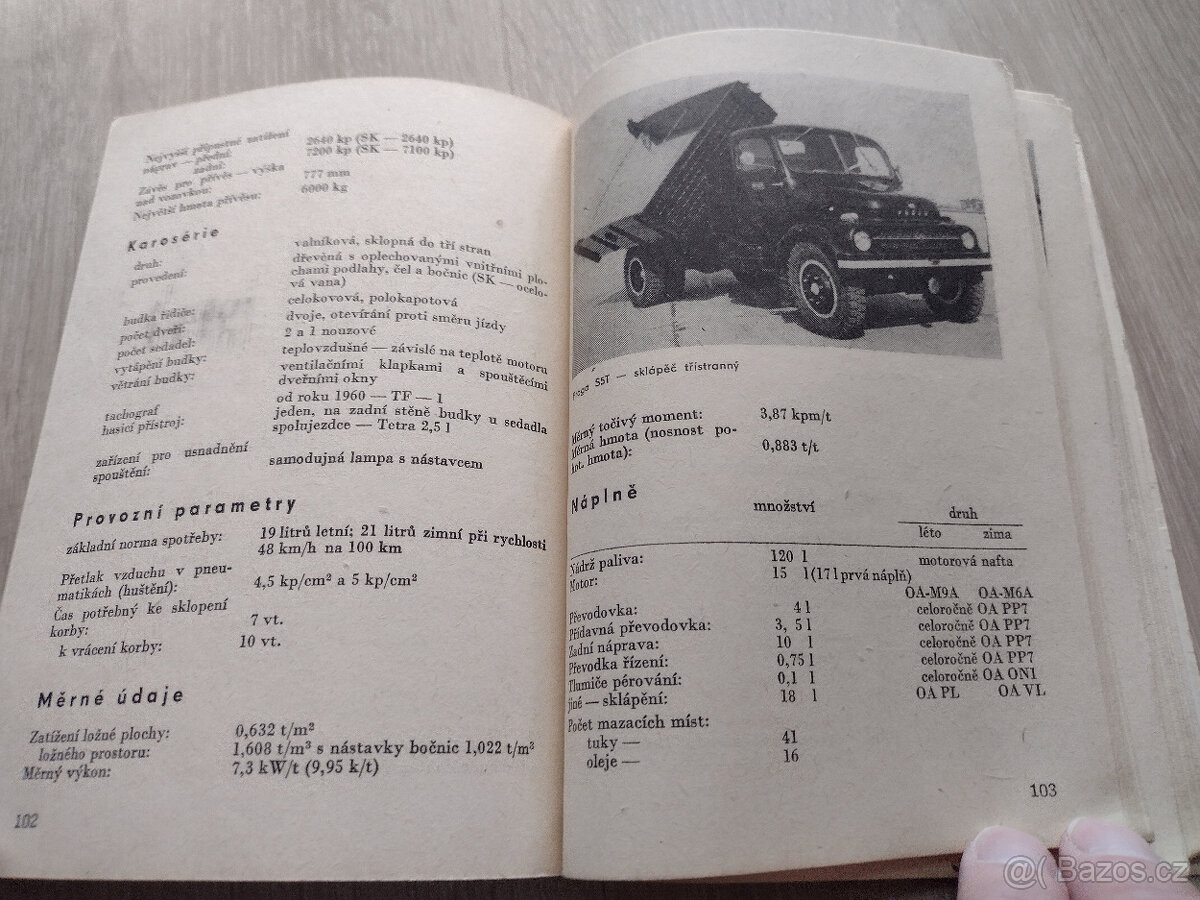 Nejvyšší přípustné zatížení
náprav — přední: 2640 kp (SK — 2640 kp)
zadní: 7200 kp (SK — 7100 kp)
Závěs pro přívěs — výška
nad vozovkou: 777 mm
Největší hmota přívěsu: 6000 kg
Karosérie
druh: valníková, sklopná do tří stran
provedení: dřevěná s oplechovanými vnitřními plo-
chami podlahy, čel a bočnic (SK — ocelo-
vá vana)
budka řidiče: celokovová, polokapotová
počet dveří: dvoje, otevírání proti směru jízdy
počet sedadel: 2 a 1 nouzové
vytápění budky: teplovzdušné — závislé na teplotě motoru
větrání budky: ventilačními klapkami a spouštěcími
dveřními okny
tachograf od roku 1960 — TF — 1
hasicí přístroj: jeden, na zadní stěně budky u sedadla
spolujezdce — Tetra 2,5 l
zařízení pro usnadnění
spouštění: samodujná lampa s nástavcem
Provozní parametry
základní norma spotřeby: 19 litrů letní; 21 litrů zimní při rychlosti
48 km/h na 100 km
Přetlak vzduchu v pneu-
matikách (huštění): 4,5 kp/cm² a 5 kp/cm²
Čas potřebný ke sklopení
korby: 7 vt.
k vrácení korby: 10 vt.
Měrné údaje
Zatížení ložné plochy: 0,632 t/m²
ložného prostoru: 1,608 t/m³ s nástavky bočnic 1,022 t/m³
Měrný výkon: 7,3 kW/t (9,95 k/t)
102
Praga S5T — sklápěč třístranný
Měrný točivý moment: 3,87 kpm/t
Měrná hmota (nosnost po-
hot. hmota): 0,883 t/t
Náplně
množství druh
léto zima
Nádrž paliva: 120 l motorová nafta
Motor: 15 l (17 l prvá náplň)
OA-M9A OA-M6A
Převodovka: 4 l celoročně OA PP7
Přídavná převodovka: 3, 5 l celoročně OA PP7
Zadní náprava: 10 l celoročně OA PP7
Převodka řízení: 0,75 l celoročně OA PP7
Tlumiče pérování: 0,1 l celoročně OA ON1
jiné — sklápění: 18 l OA PL OA VL
Počet mazacích míst:
tuky — 41
oleje — 16
103
@( Bazos.cz